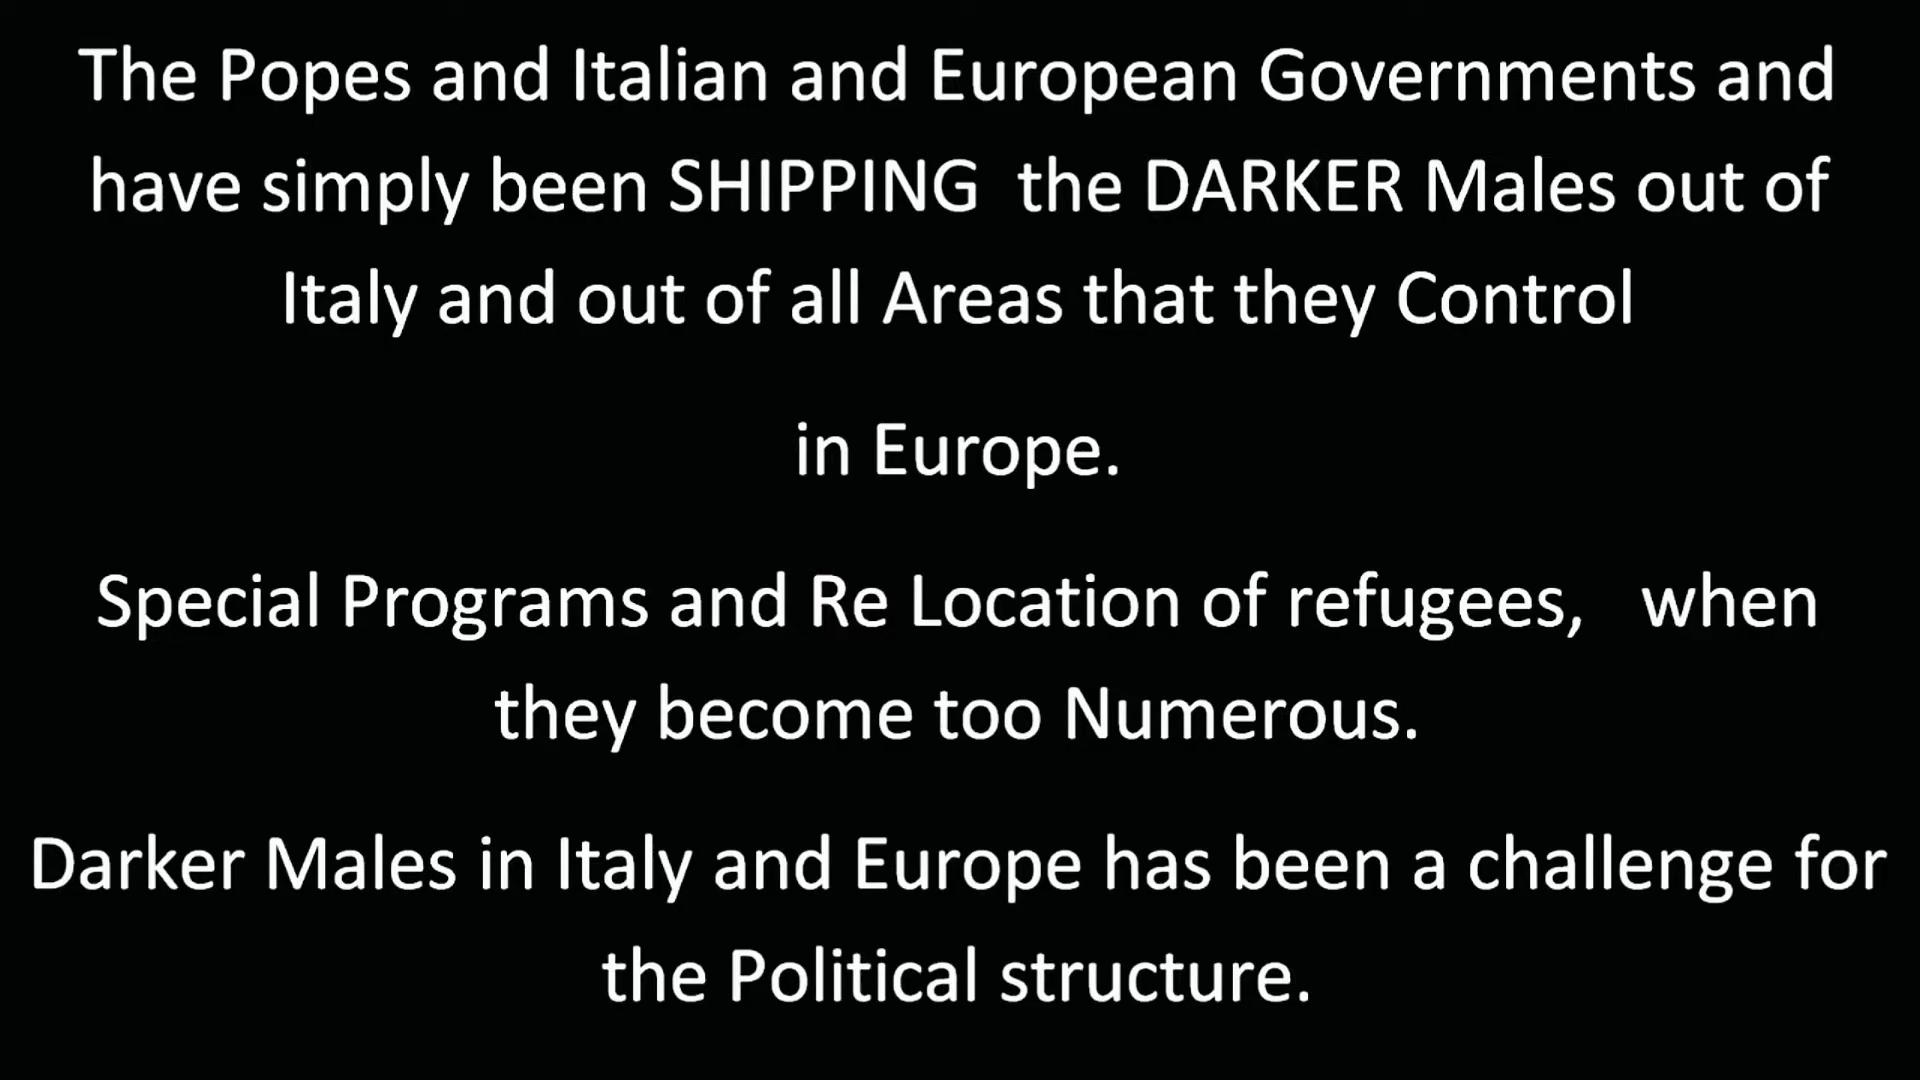 The Popes and Italian and European Governments and
have simply been SHIPPING  the DARKER Males out of
Italy and out of all Areas that they Control
in Europe.
Special Programs and Re Location of refugees,   when
they become too Numerous.
Darker Males in Italy and Europe has been a challenge for
the Political structure.